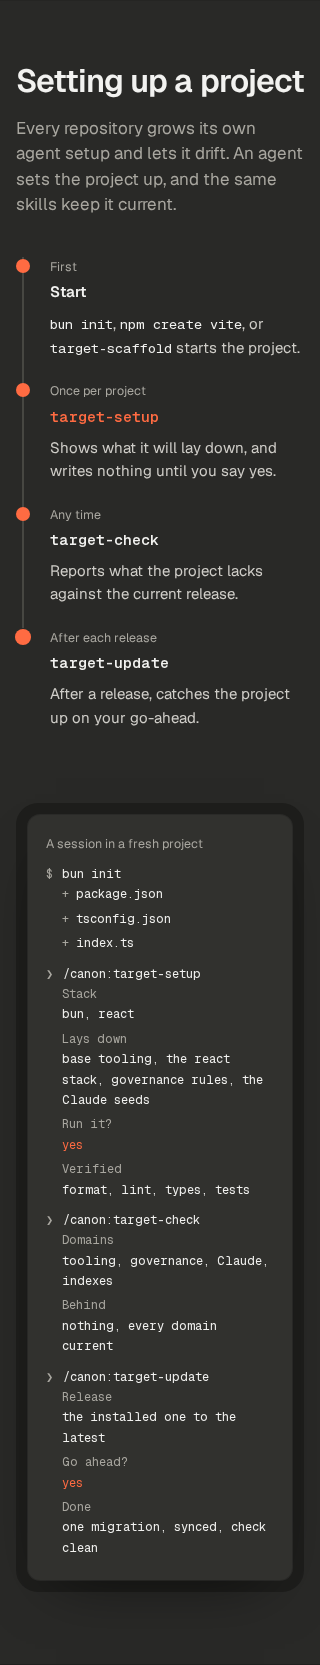 Setting up a project
Every repository grows its own
agent setup and lets it drift. An agent
sets the project up, and the same
skills keep it current.
First
Start
bun init, npm create vite, or
target-scaffold starts the project.
Once per project
target-setup
Shows what it will lay down, and
writes nothing until you say yes.
Any time
target-check
Reports what the project lacks
against the current release.
After each release
target-update
After a release, catches the project
up on your go-ahead.
A session in a fresh project
$ bun init
+ package.json
+ tsconfig.json
+ index.ts
❯ /canon:target-setup
Stack
bun, react
Lays down
base tooling, the react
stack, governance rules, the
Claude seeds
Run it?
yes
Verified
format, lint, types, tests
❯ /canon:target-check
Domains
tooling, governance, Claude,
indexes
Behind
nothing, every domain
current
❯ /canon:target-update
Release
the installed one to the
latest
Go ahead?
yes
Done
one migration, synced, check
clean